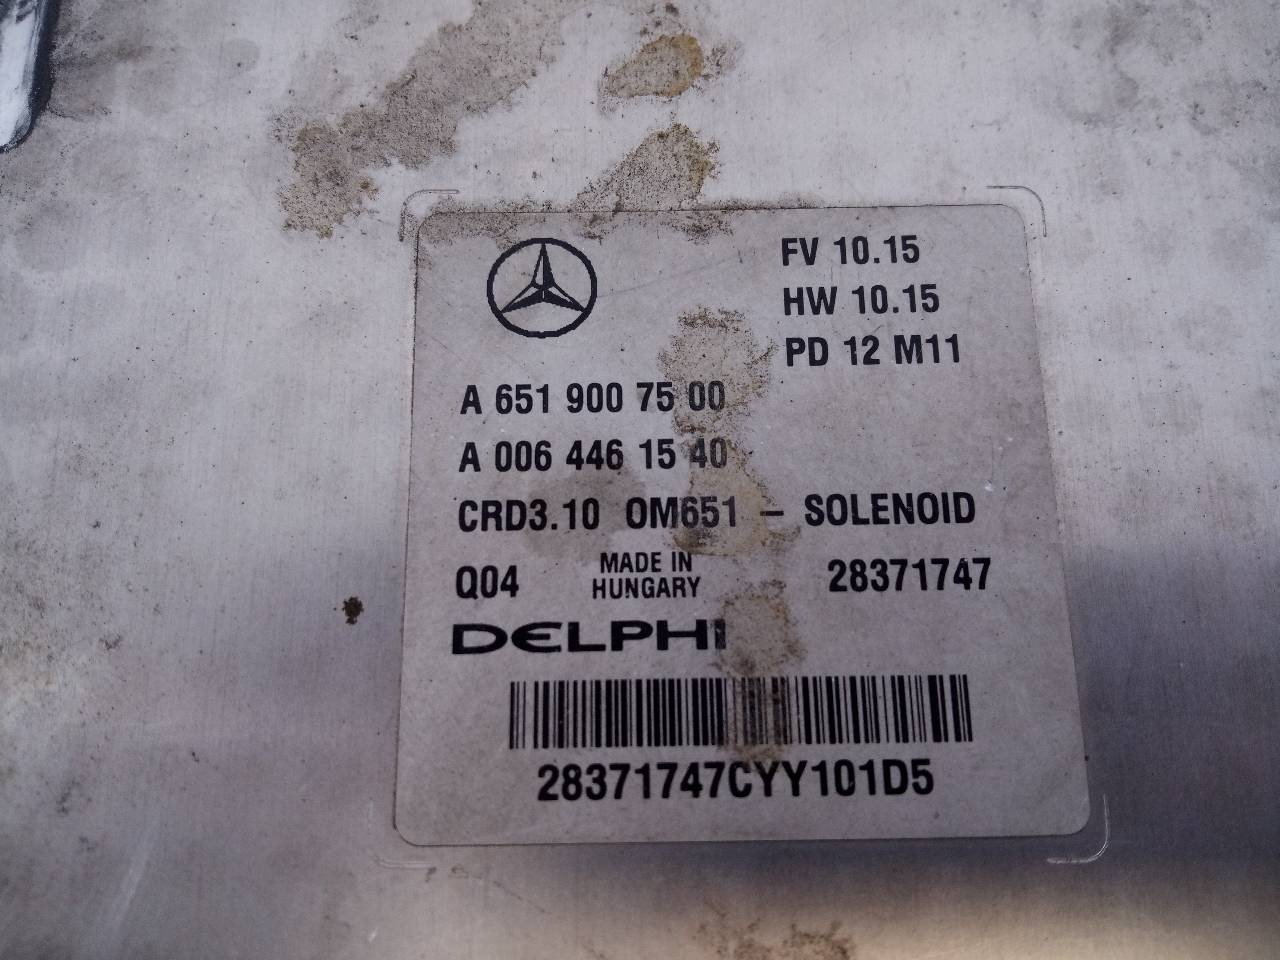 FV 10.15
HW 10.15
PD 12 M11
A 651 900 75 00
A 006 446 15 40
CRD3.10 OM651 – SOLENOID
Q04 MADE IN HUNGARY 28371747
DELPHI
28371747CYY101D5